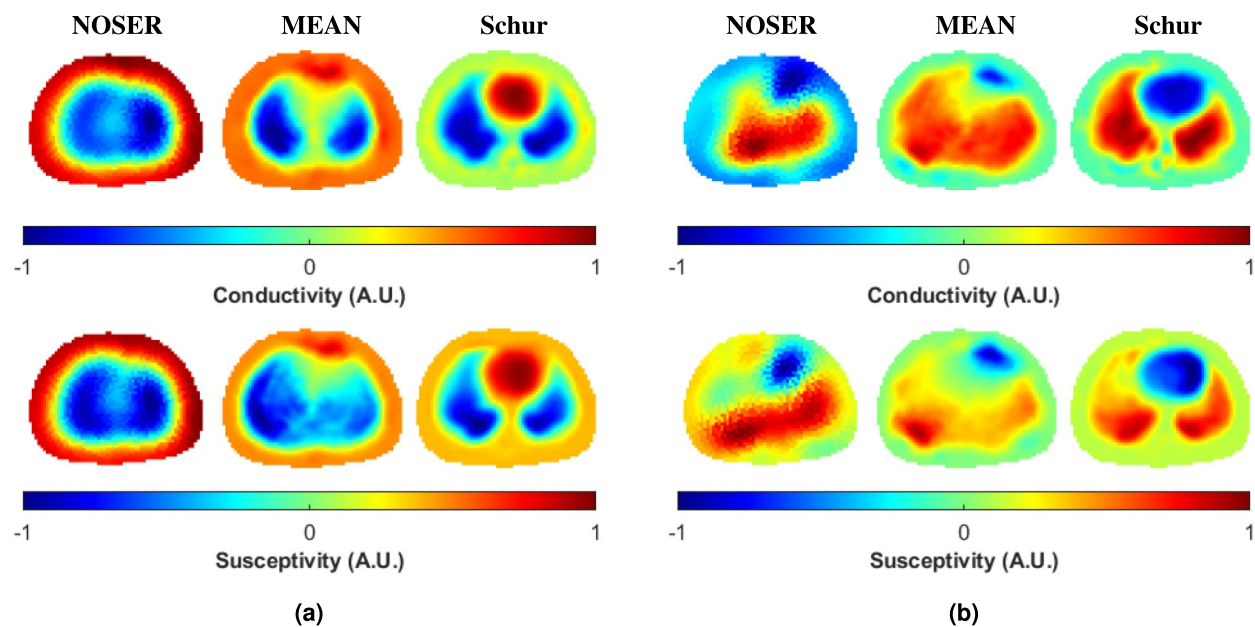 NOSER MEAN Schur
-1 0 1
Conductivity (A.U.)
-1 0 1
Susceptivity (A.U.)
(a)
NOSER MEAN Schur
-1 0 1
Conductivity (A.U.)
-1 0 1
Susceptivity (A.U.)
(b)